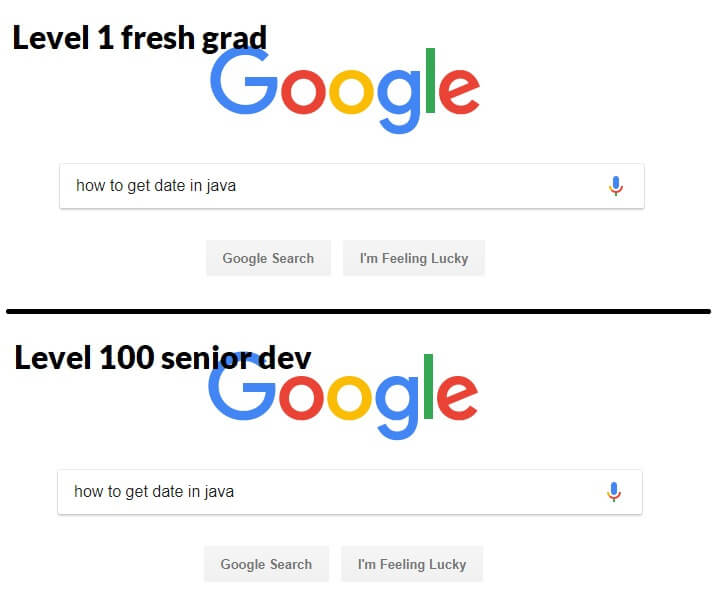 Level 1 fresh grad
Google
how to get date in java
Google Search I'm Feeling Lucky
Level 100 senior dev
Google
how to get date in java
Google Search I'm Feeling Lucky